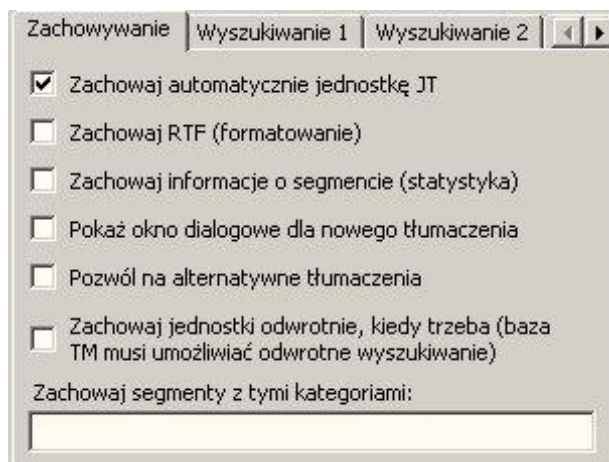 Zachowywanie Wyszukiwanie 1 Wyszukiwanie 2
Zachowaj automatycznie jednostkę JT
Zachowaj RTF (formatowanie)
Zachowaj informacje o segmencie (statystyka)
Pokaż okno dialogowe dla nowego tłumaczenia
Pozwól na alternatywne tłumaczenia
Zachowaj jednostki odwrotnie, kiedy trzeba (baza
TM musi umożliwiać odwrotne wyszukiwanie)
Zachowaj segmenty z tymi kategoriami: